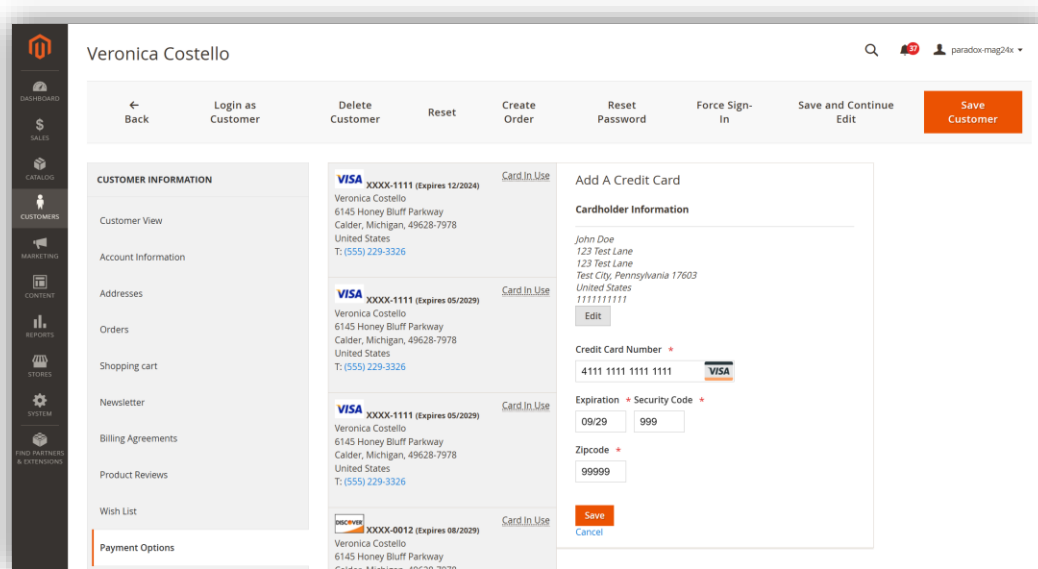 Veronica Costello
37
paradox-mag24x
← Back
Login as Customer
Delete Customer
Reset
Create Order
Reset Password
Force Sign-In
Save and Continue Edit
Save Customer
DASHBOARD
$
SALES
CATALOG
CUSTOMERS
MARKETING
CONTENT
REPORTS
STORES
SYSTEM
FIND PARTNERS
& EXTENSIONS
CUSTOMER INFORMATION
Customer View
Account Information
Addresses
Orders
Shopping cart
Newsletter
Billing Agreements
Product Reviews
Wish List
Payment Options
VISA XXXX-1111 (Expires 12/2024)
Card In Use
Veronica Costello
6145 Honey Bluff Parkway
Calder, Michigan, 49628-7978
United States
T: (555) 229-3326
VISA XXXX-1111 (Expires 05/2029)
Card In Use
Veronica Costello
6145 Honey Bluff Parkway
Calder, Michigan, 49628-7978
United States
T: (555) 229-3326
VISA XXXX-1111 (Expires 05/2029)
Card In Use
Veronica Costello
6145 Honey Bluff Parkway
Calder, Michigan, 49628-7978
United States
T: (555) 229-3326
DISCOVER XXXX-0012 (Expires 08/2029)
Card In Use
Veronica Costello
6145 Honey Bluff Parkway
Calder, Michigan, 49628-7978
Add A Credit Card
Cardholder Information
John Doe
123 Test Lane
123 Test Lane
Test City, Pennsylvania 17603
United States
1111111111
Edit
Credit Card Number *
4111 1111 1111 1111 VISA
Expiration * Security Code *
09/29 999
Zipcode *
99999
Save
Cancel